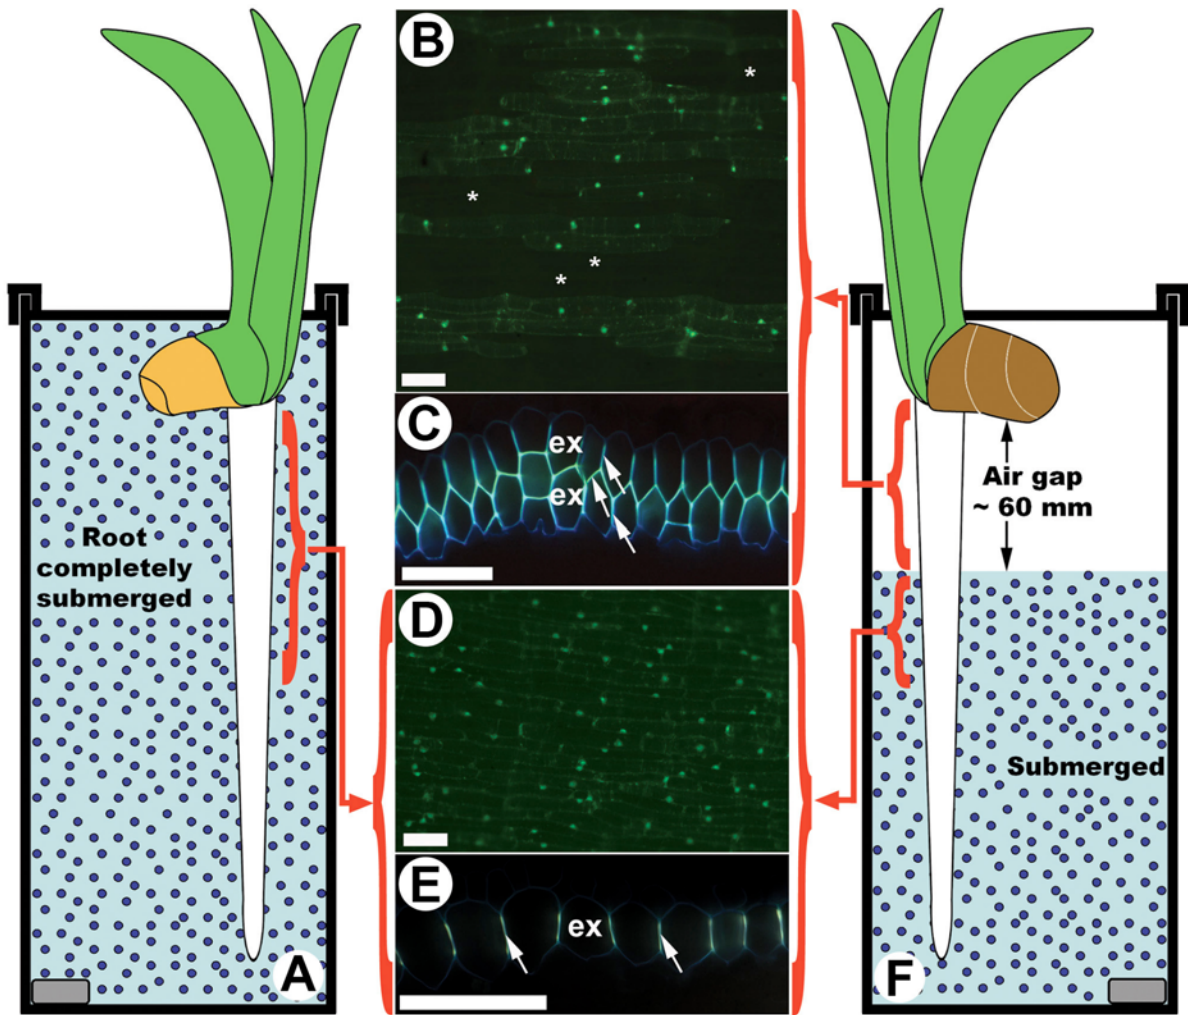 B
*
*
*
*
C
ex
ex
Air gap
~ 60 mm
Root
completely
submerged
D
Submerged
E
ex
A
F